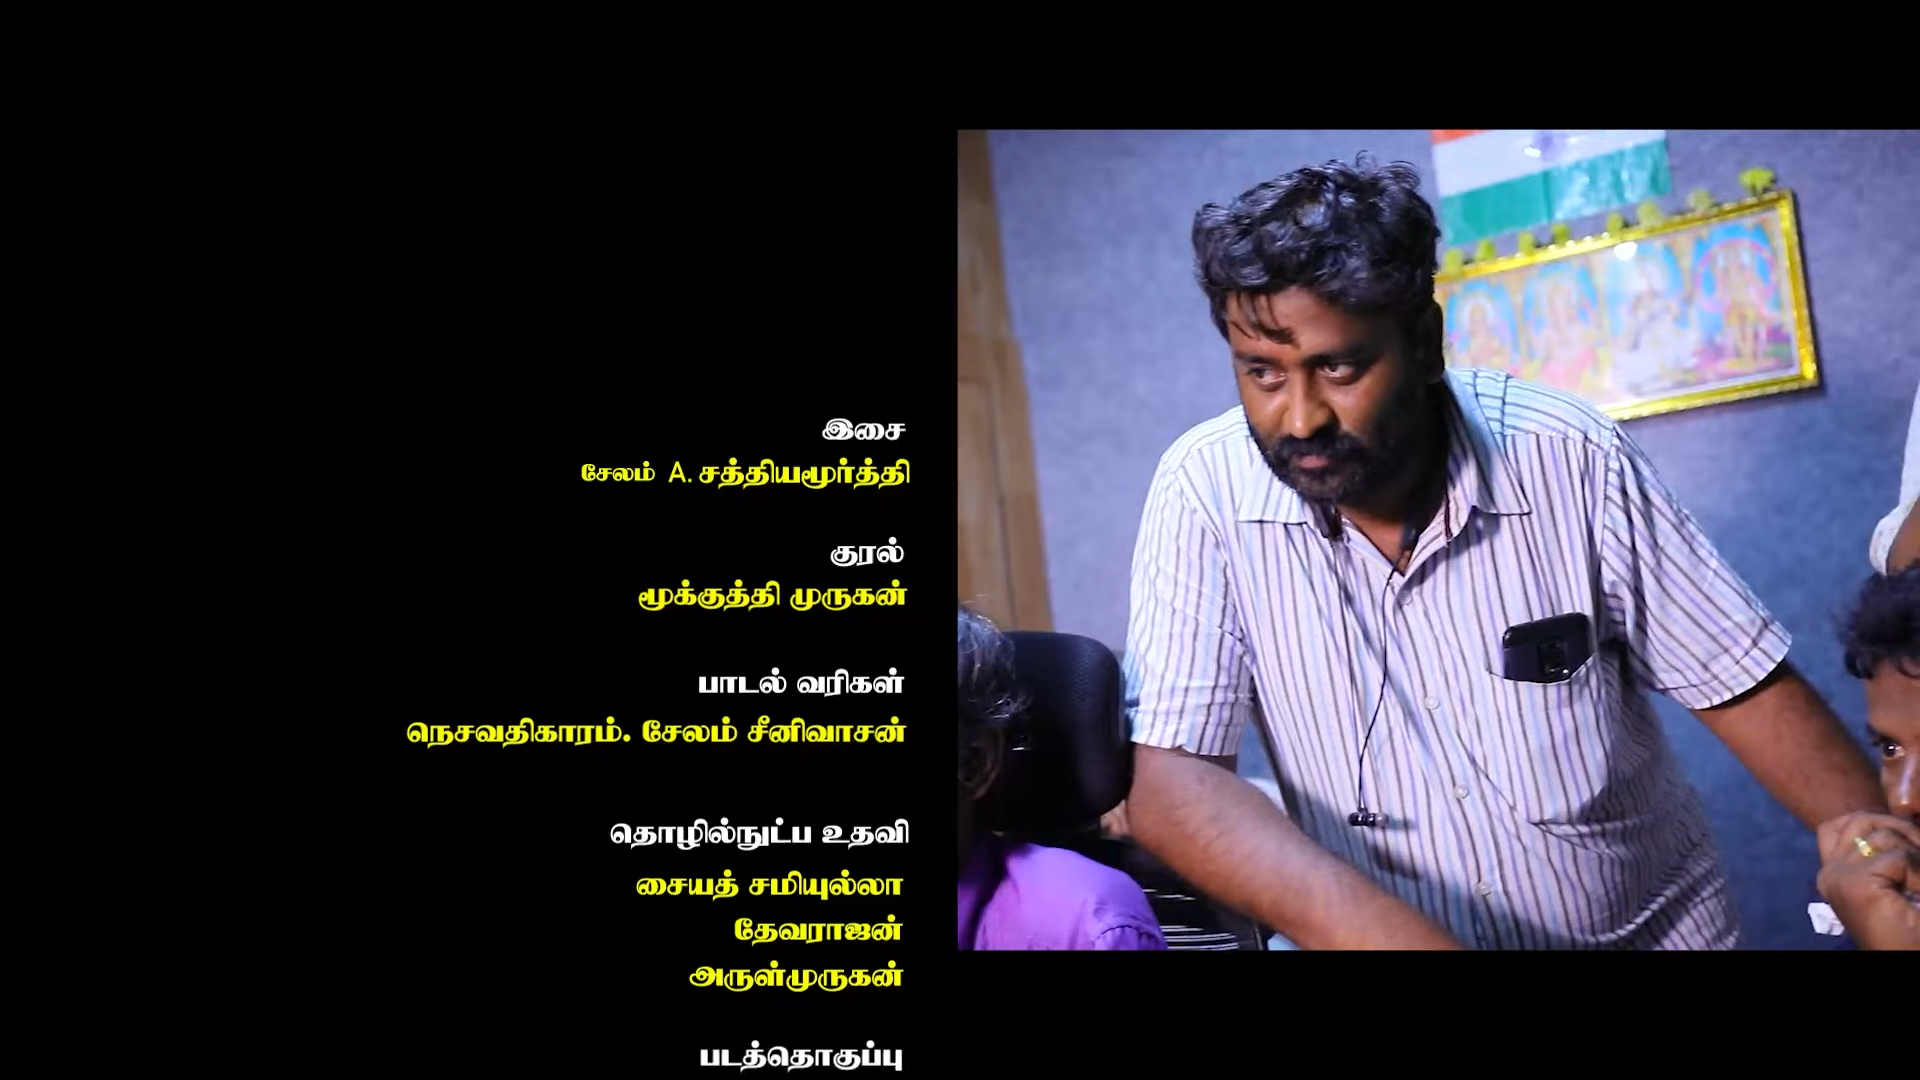 இசை
சேலம் A. சத்தியமூர்த்தி
குரல்
மூக்குத்தி முருகன்
பாடல் வரிகள்
நெசவதிகாரம். சேலம் சீனிவாசன்
தொழில்நுட்ப உதவி
சையத் சமியுல்லா
தேவராஜன்
அருள்முருகன்
படத்தொகுப்பு